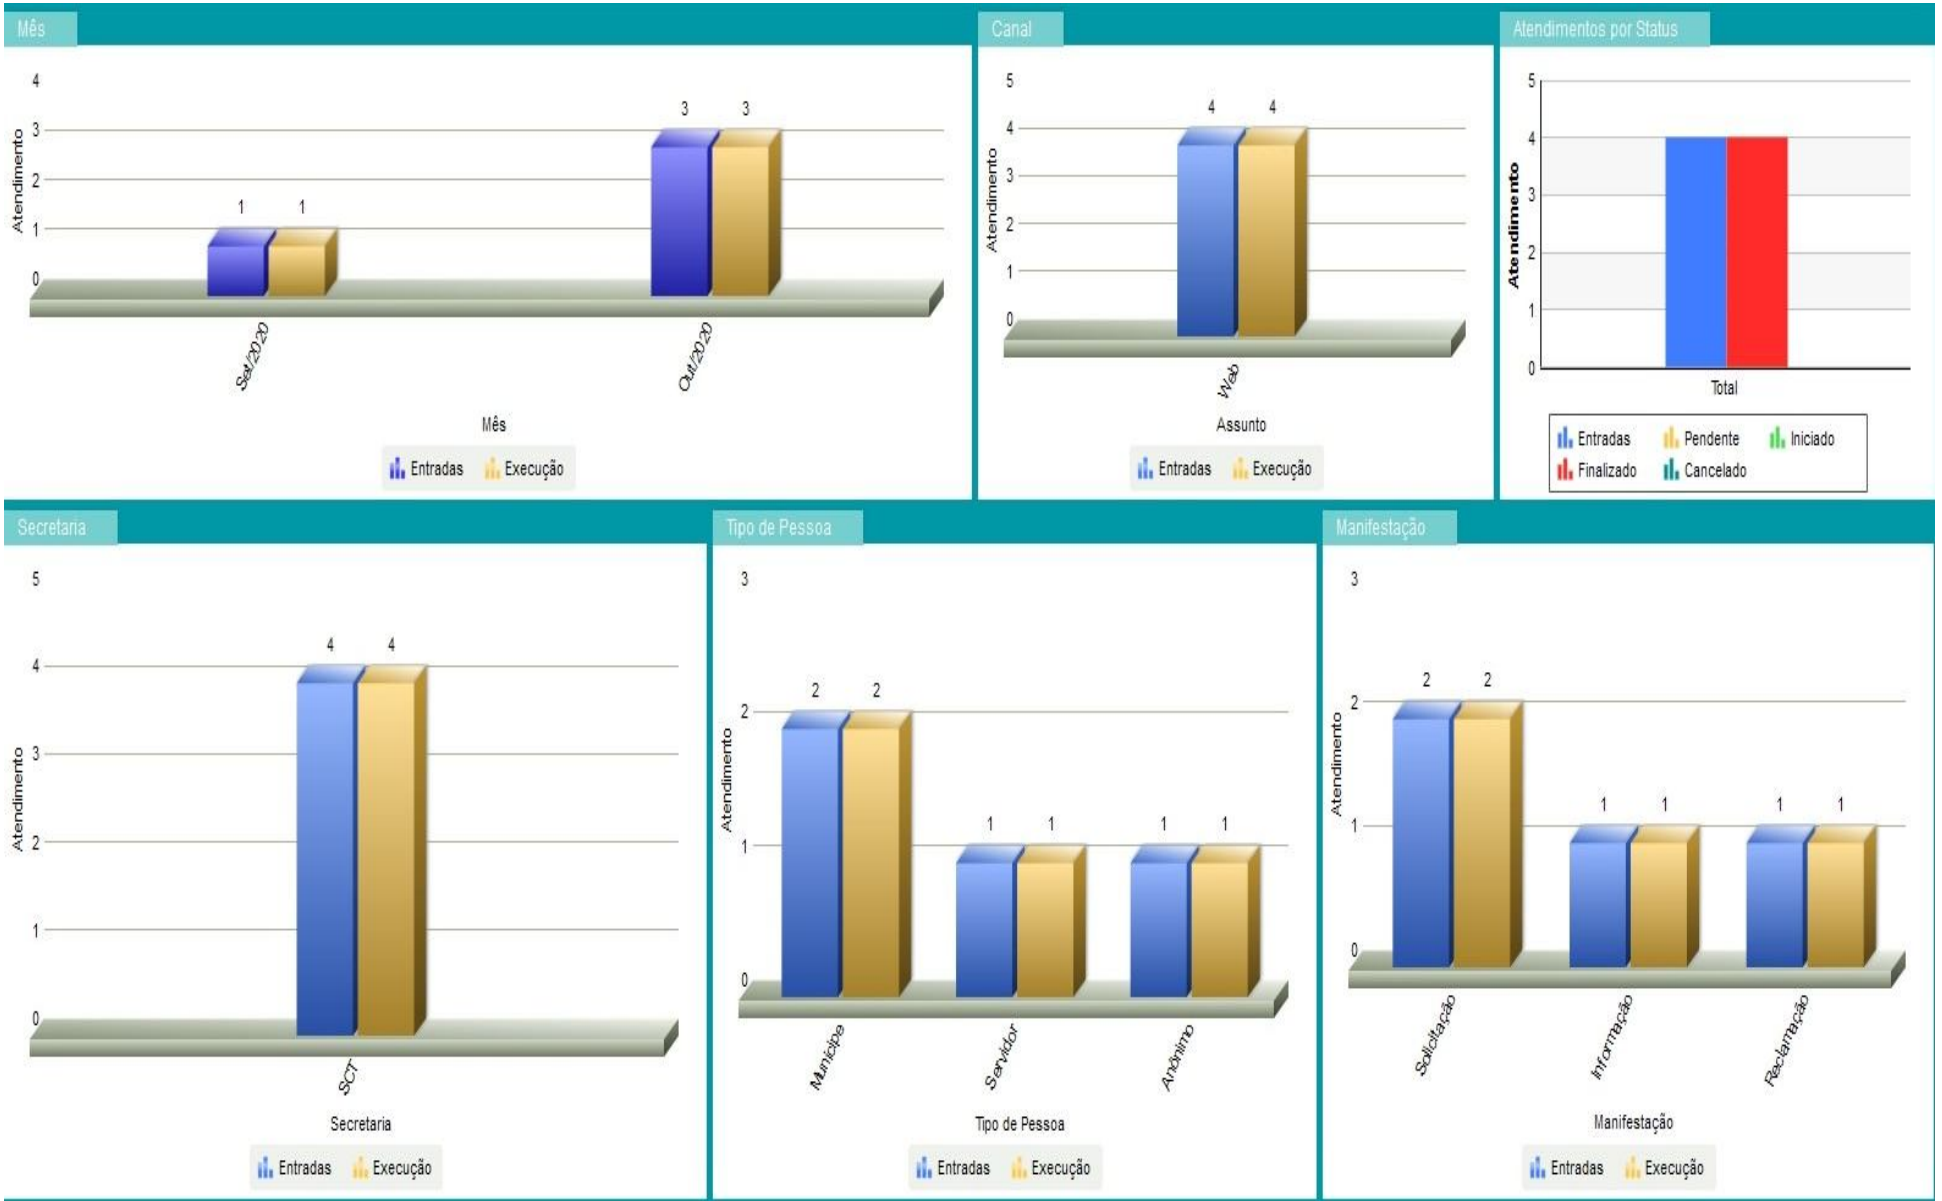 Mês
4
3
2
1
0
Atendimento
1 1
3 3
Set/2020
Out/2020
Mês
Entradas Execução
Canal
5
4
3
2
1
0
Atendimento
4 4
Web
Assunto
Entradas Execução
Atendimentos por Status
5
4
3
2
1
0
Atendimento
Total
Entradas Pendente Iniciado
Finalizado Cancelado
Secretaria
5
4
3
2
1
0
Atendimento
4 4
SCT
Secretaria
Entradas Execução
Tipo de Pessoa
3
2
1
0
Atendimento
2 2
1 1
1 1
Munícipe
Servidor
Anônimo
Tipo de Pessoa
Entradas Execução
Manifestação
3
2
1
0
Atendimento
2 2
1 1
1 1
Solicitação
Informação
Reclamação
Manifestação
Entradas Execução